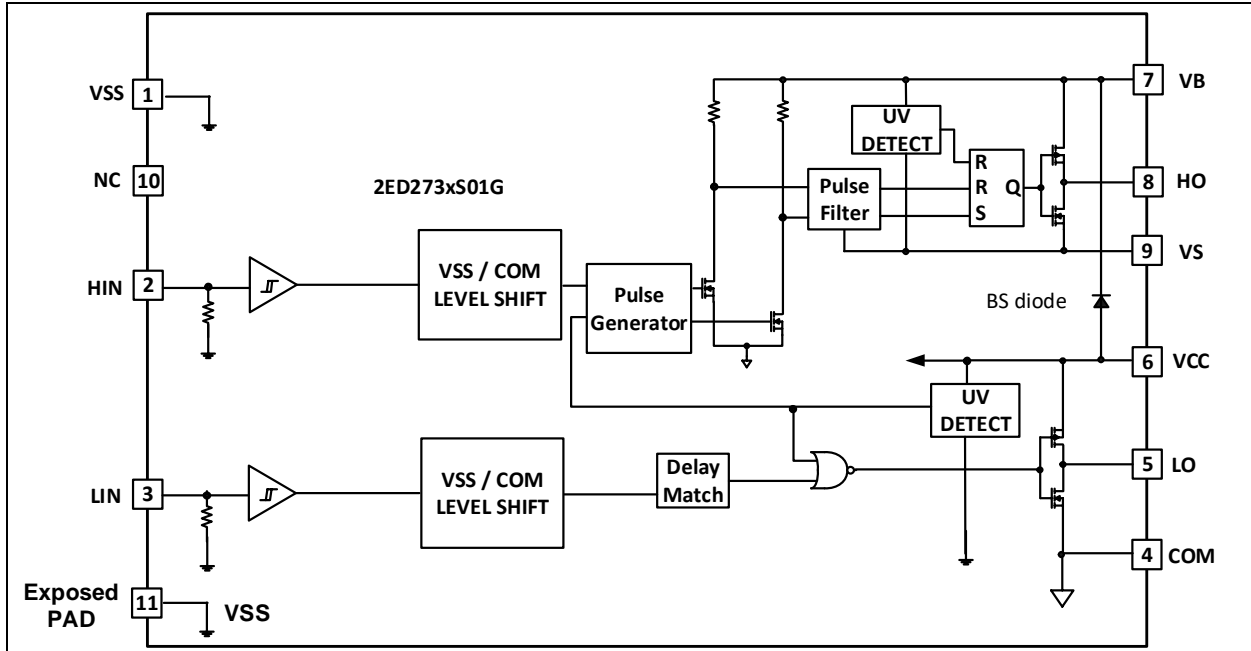 VSS
1
NC
10
2ED273xS01G
HIN
2
VSS / COM
LEVEL SHIFT
Pulse
Generator
Pulse
Filter
UV
DETECT
R
R
S
Q
7
VB
8
HO
9
VS
BS diode
6
VCC
UV
DETECT
LIN
3
VSS / COM
LEVEL SHIFT
Delay
Match
5
LO
4
COM
Exposed
PAD
11
VSS